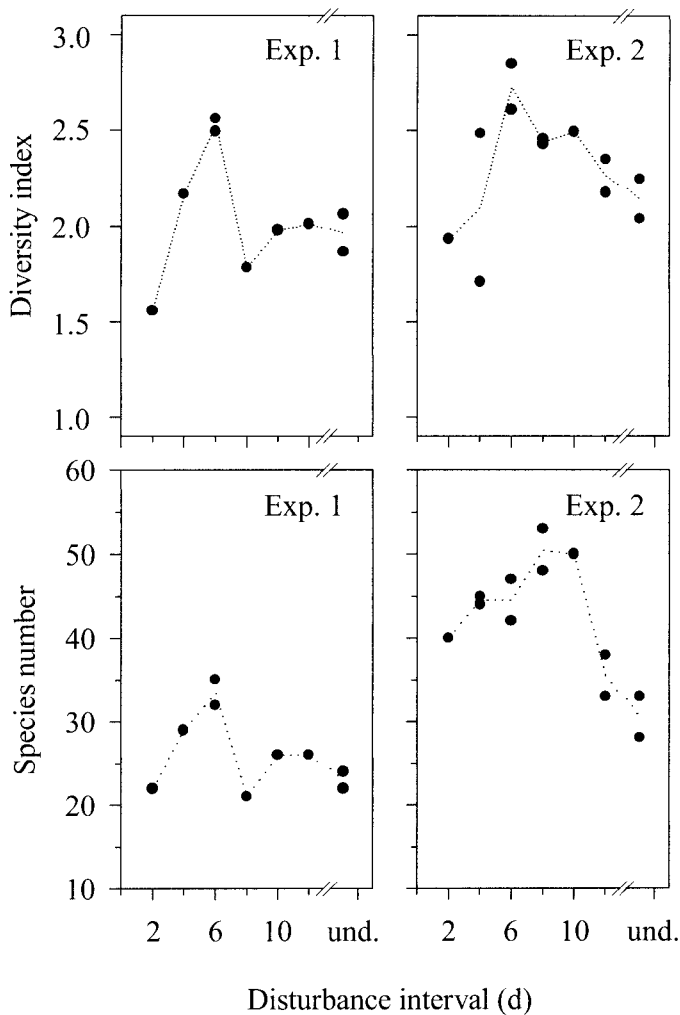 Exp. 1
Exp. 2
3.0
2.5
2.0
1.5
1.0
Diversity index
Exp. 1
Exp. 2
60
50
40
30
20
10
Species number
2 6 10 und. 2 6 10 und.
Disturbance interval (d)